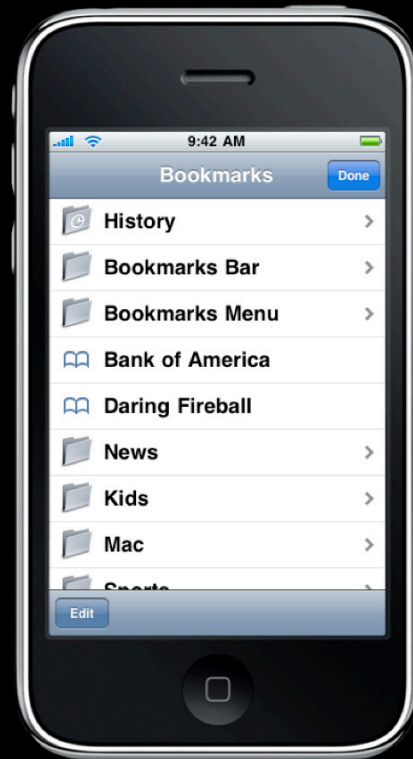 9:42 AM
Bookmarks
Done
History
Bookmarks Bar
Bookmarks Menu
Bank of America
Daring Fireball
News
Kids
Mac
Sports
Edit